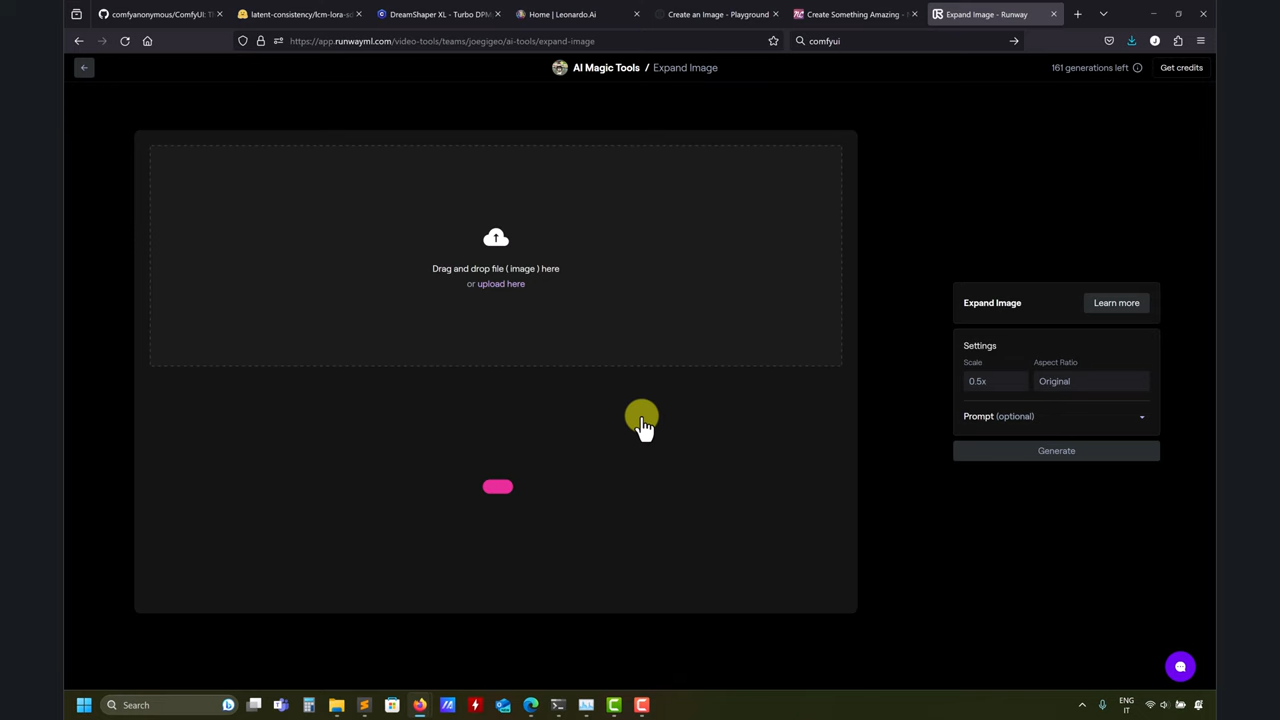 comfyanonymous/ComfyUI: Th
latent-consistency/lcm-lora-sd
DreamShaper XL - Turbo DPM
Home | Leonardo.Ai
Create an Image - Playground
Create Something Amazing - N
Expand Image - Runway
https://app.runwayml.com/video-tools/teams/joegigeo/ai-tools/expand-image
comfyui
AI Magic Tools / Expand Image
161 generations left
Get credits
Drag and drop file ( image ) here
or upload here
Expand Image
Learn more
Settings
Scale
Aspect Ratio
0.5x
Original
Prompt (optional)
Generate
Search
ENG
IT